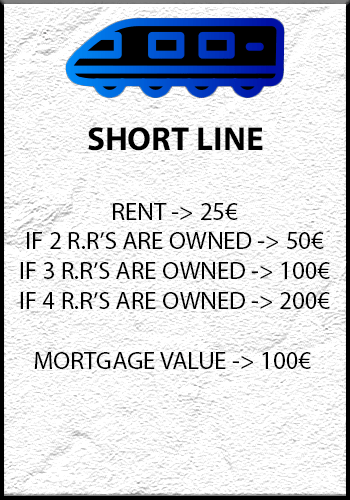 SHORT LINE
RENT -> 25€
IF 2 R.R'S ARE OWNED -> 50€
IF 3 R.R'S ARE OWNED -> 100€
IF 4 R.R'S ARE OWNED -> 200€
MORTGAGE VALUE -> 100€